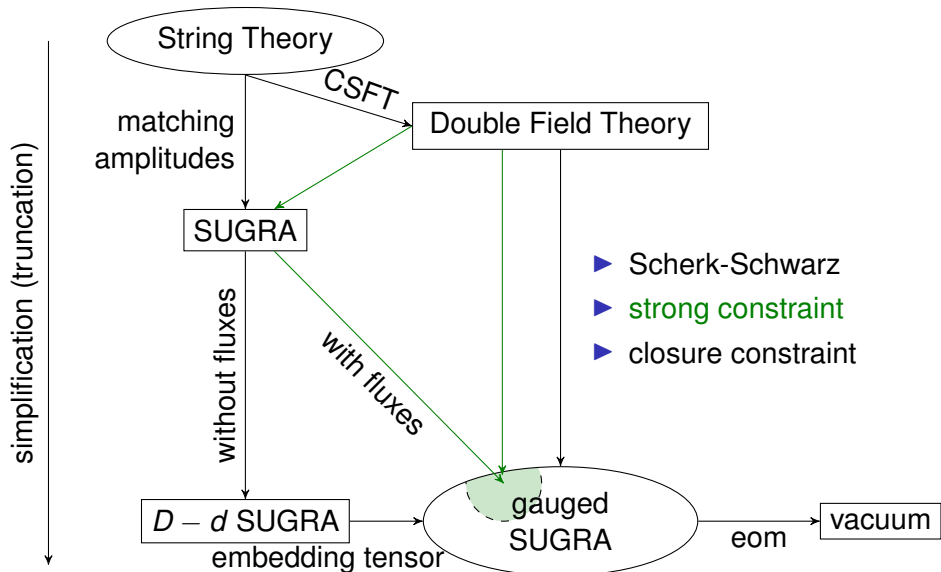 String Theory
CSFT
matching
amplitudes
Double Field Theory
SUGRA
simplification (truncation)
without fluxes
with fluxes
Scherk-Schwarz
strong constraint
closure constraint
D − d SUGRA
embedding tensor
gauged
SUGRA
eom
vacuum